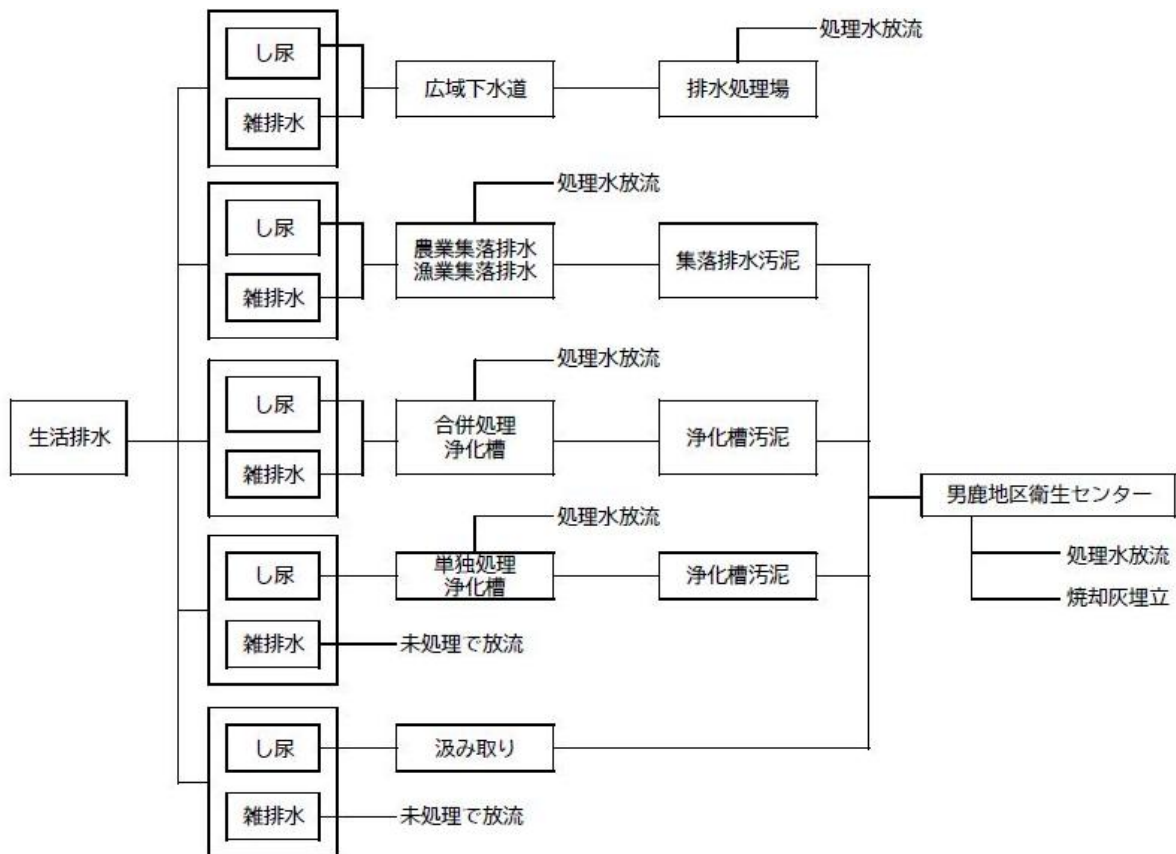 処理水放流
し尿
広域下水道
排水処理場
雑排水
処理水放流
し尿
農業集落排水
漁業集落排水
集落排水汚泥
雑排水
処理水放流
し尿
合併処理
浄化槽
浄化槽汚泥
生活排水
雑排水
男鹿地区衛生センター
処理水放流
処理水放流
し尿
単独処理
浄化槽
浄化槽汚泥
焼却灰埋立
雑排水
未処理で放流
し尿
汲み取り
雑排水
未処理で放流